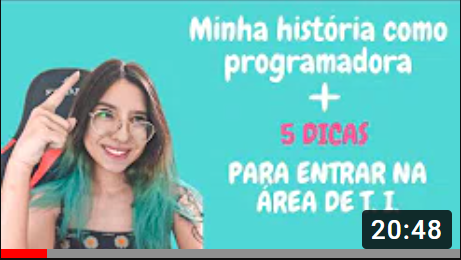 Minha história como
programadora
+
5 DICAS
PARA ENTRAR NA
ÁREA DE T. I.
20:48